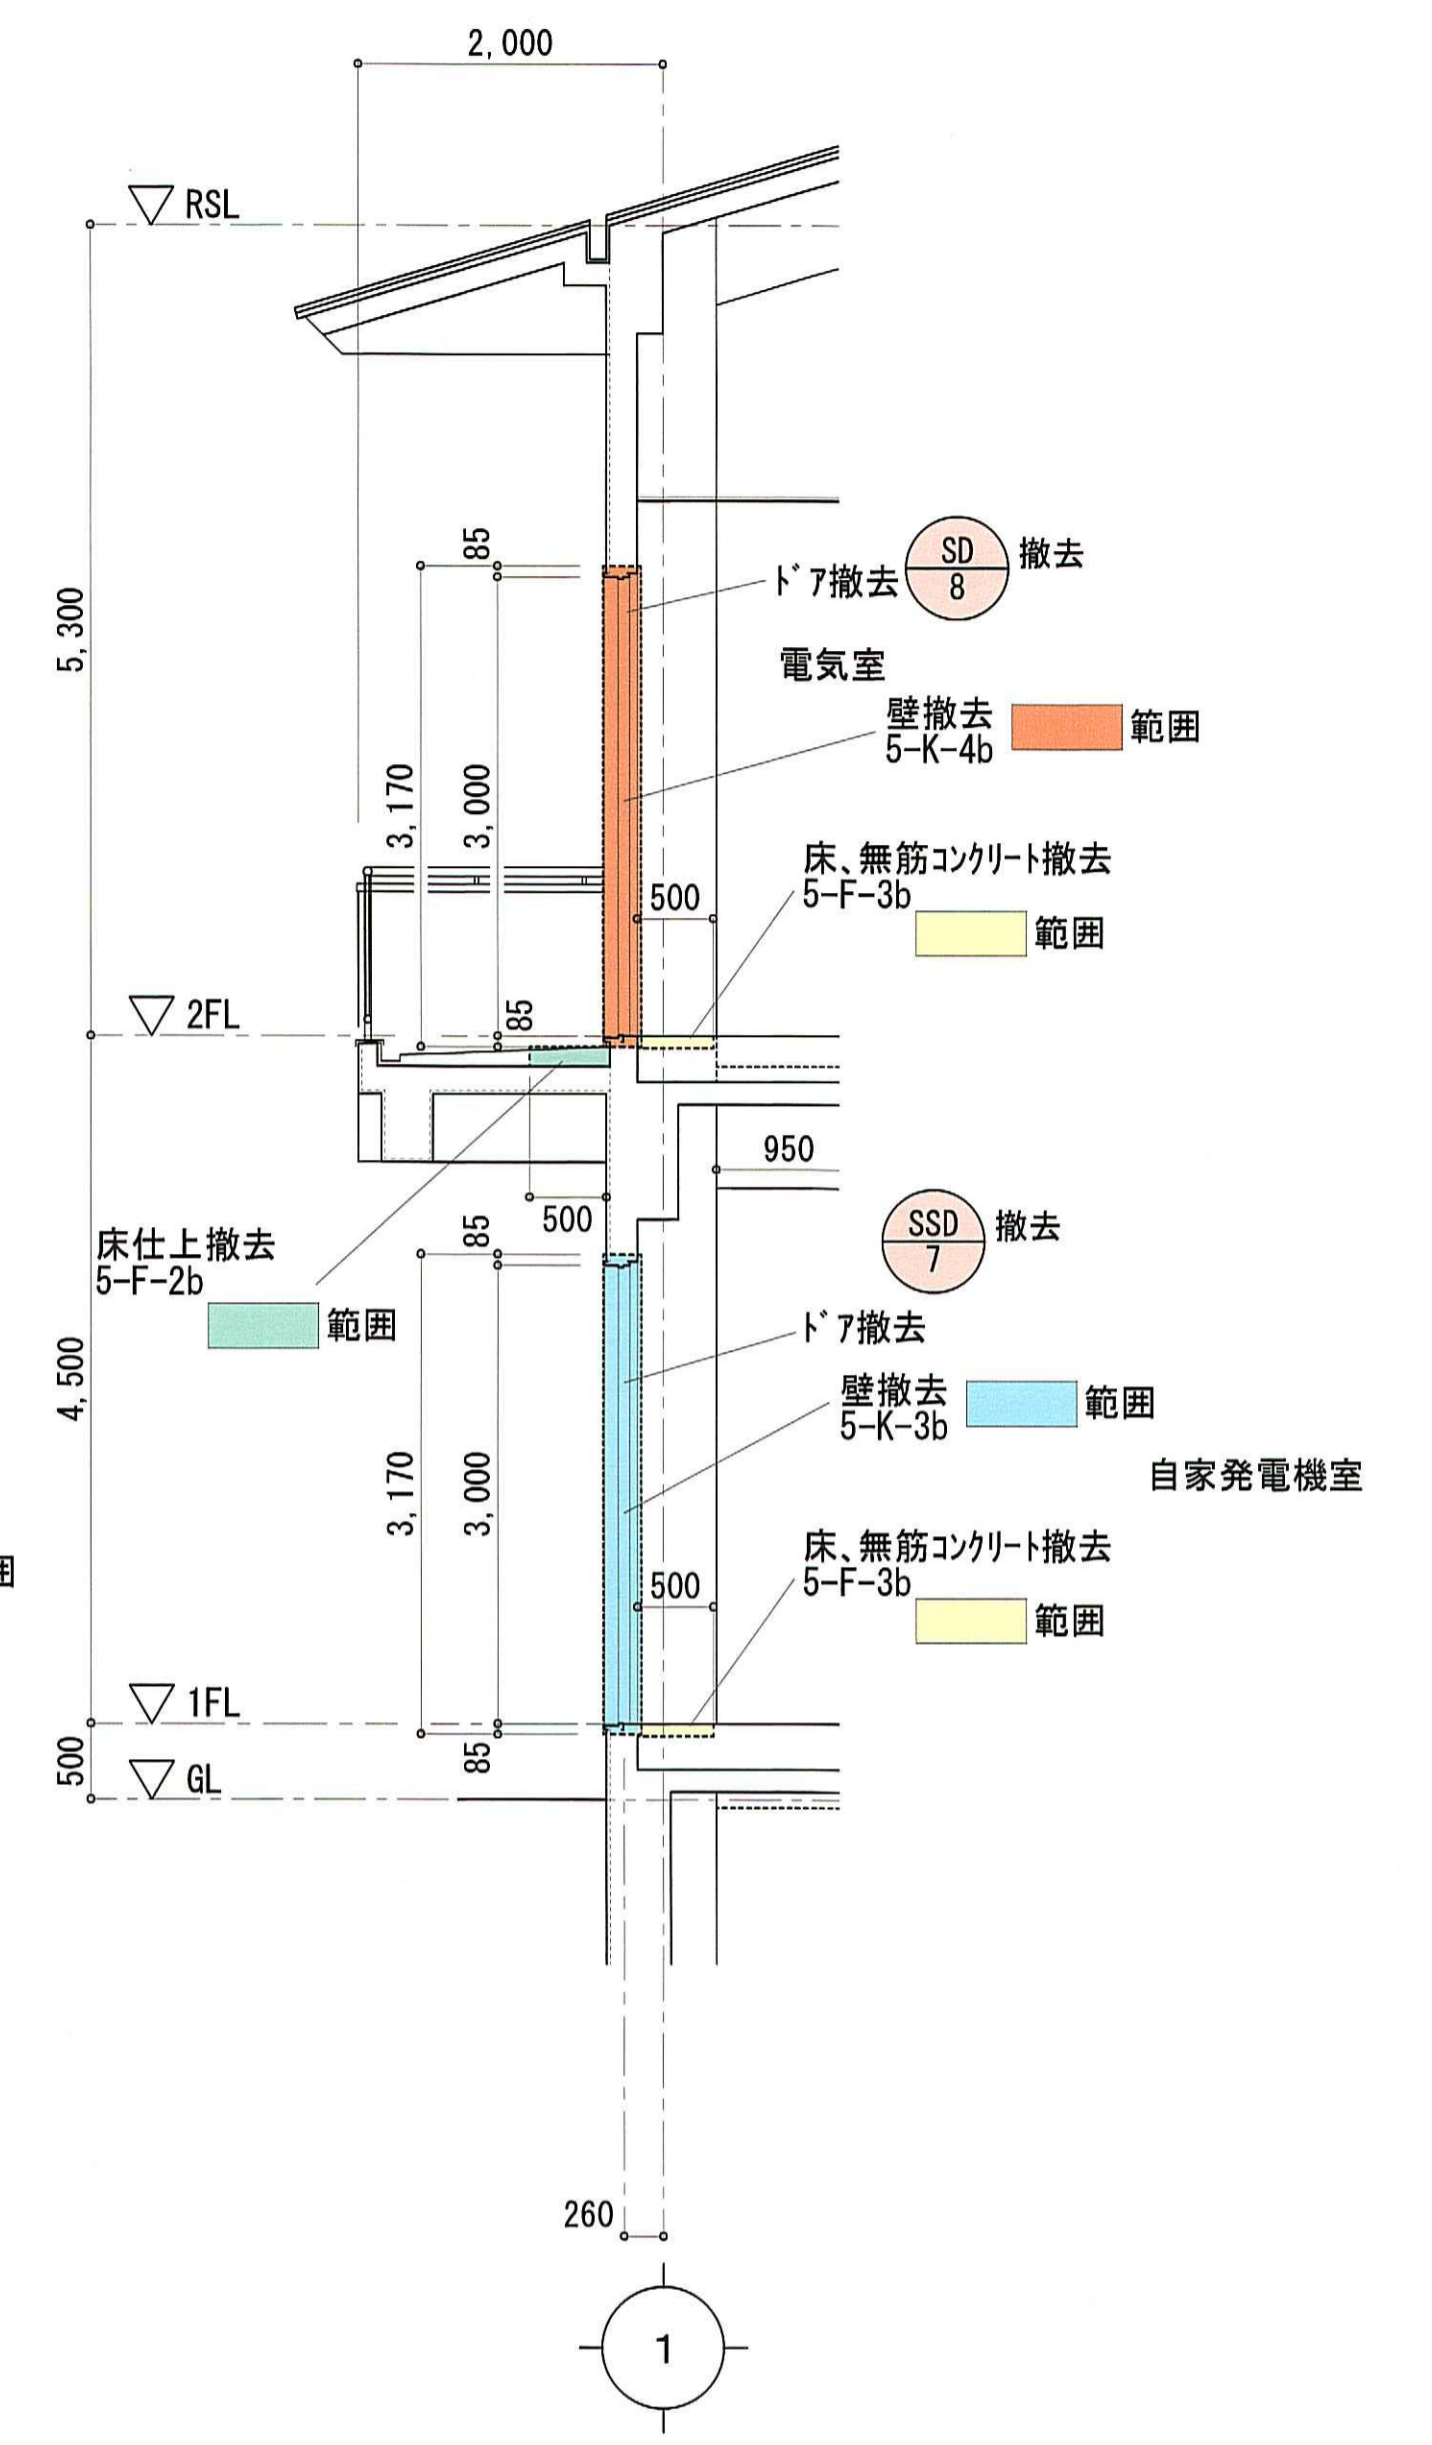 2,000
RSL
5,300
85
ドア撤去
SD
8
撤去
電気室
壁撤去
5-K-4b
範囲
3,170
3,000
床、無筋コンクリート撤去
5-F-3b
500
範囲
85
2FL
950
500
床仕上撤去
5-F-2b
範囲
85
SSD
7
撤去
ドア撤去
4,500
壁撤去
5-K-3b
範囲
自家発電機室
3,170
3,000
床、無筋コンクリート撤去
5-F-3b
500
範囲
囲
1FL
500
85
GL
260
1